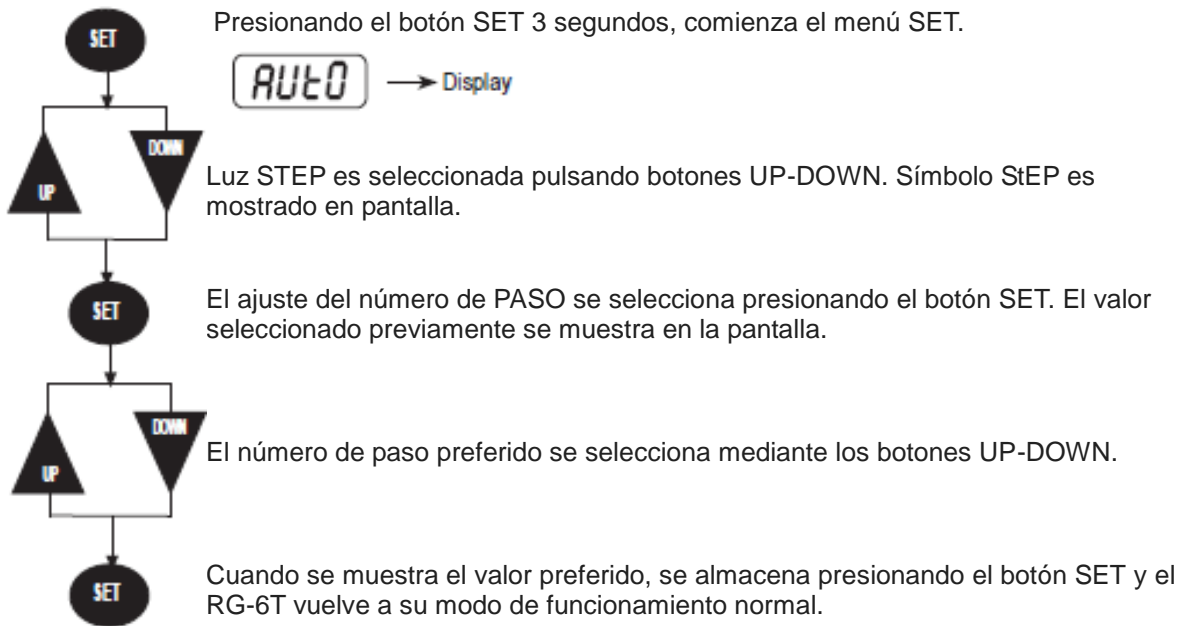 Presionando el botón SET 3 segundos, comienza el menú SET.
SET
AUtO
Display
DOWN
UP
Luz STEP es seleccionada pulsando botones UP-DOWN. Símbolo StEP es
mostrado en pantalla.
SET
El ajuste del número de PASO se selecciona presionando el botón SET. El valor
seleccionado previamente se muestra en la pantalla.
DOWN
UP
El número de paso preferido se selecciona mediante los botones UP-DOWN.
SET
Cuando se muestra el valor preferido, se almacena presionando el botón SET y el
RG-6T vuelve a su modo de funcionamiento normal.